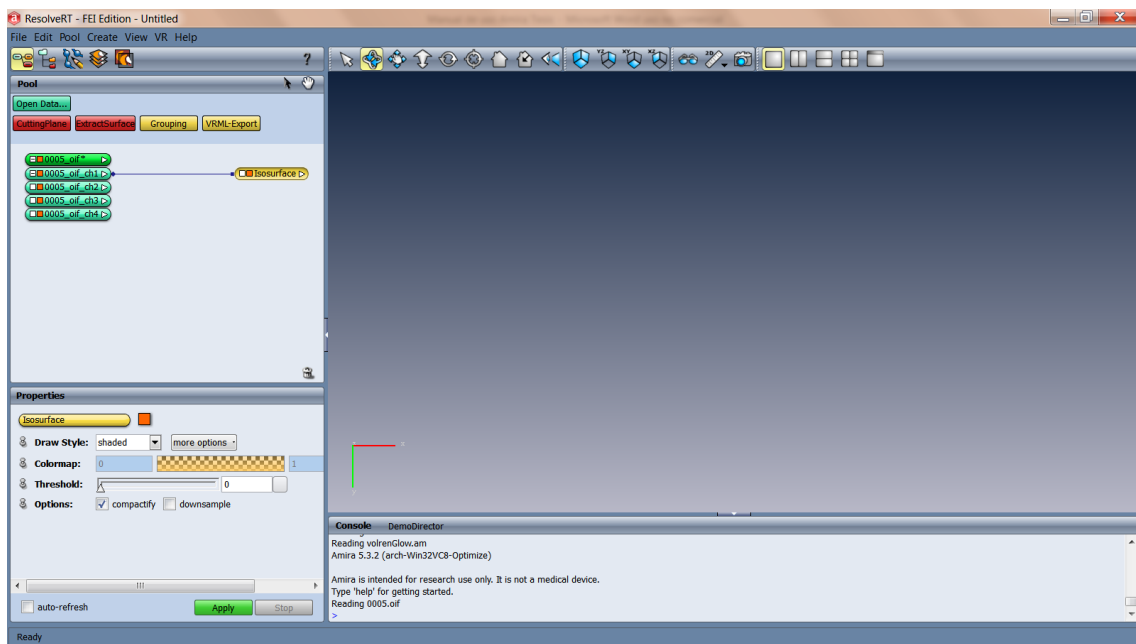 ResolveRT - FEI Edition - Untitled
File Edit Pool Create View VR Help
?
YZ XY XZ 2D
Pool
Open Data...
CuttingPlane ExtractSurface Grouping VRML-Export
0005_oif*
0005_oif_ch1 Isosurface
0005_oif_ch2
0005_oif_ch3
0005_oif_ch4
Properties
Isosurface
Draw Style: shaded more options
Colormap: 0 1
Threshold: 0
Options: compactify downsample
auto-refresh Apply Stop
x
y
Console DemoDirector
Reading volrenGlow.am
Amira 5.3.2 (arch-Win32VC8-Optimize)
Amira is intended for research use only. It is not a medical device.
Type 'help' for getting started.
Reading 0005.oif
>
Ready